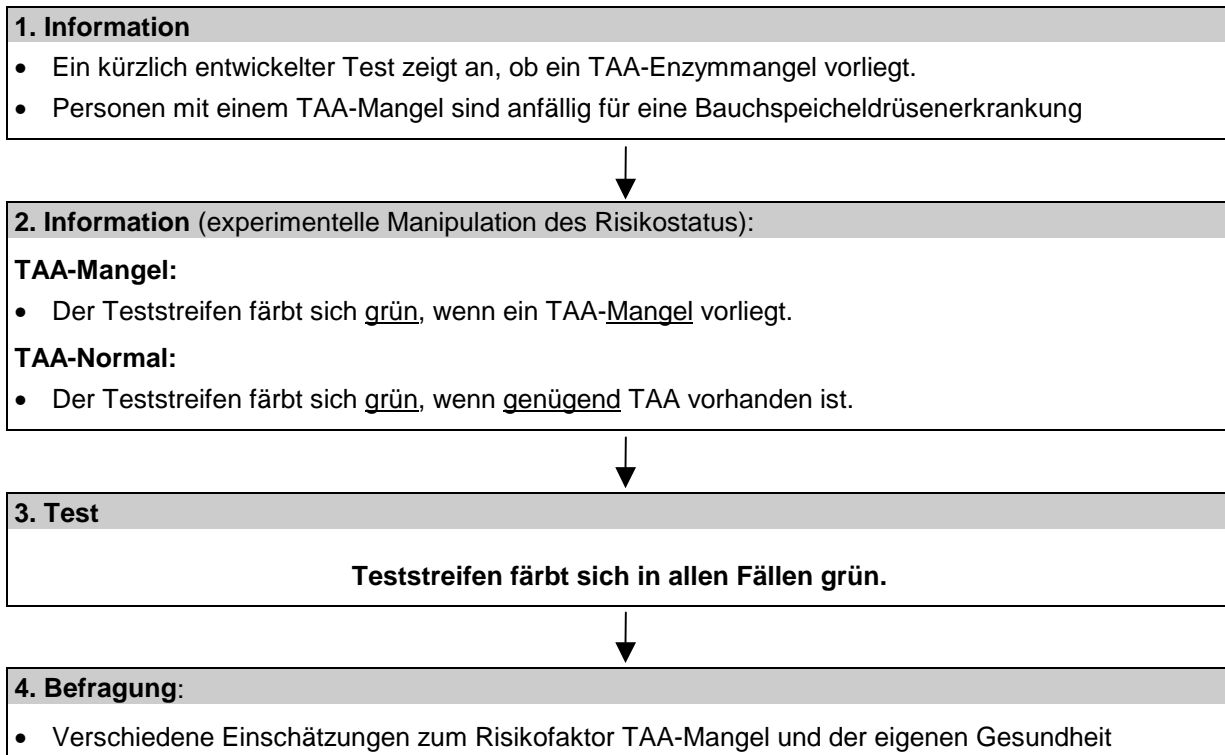 1. Information
• Ein kürzlich entwickelter Test zeigt an, ob ein TAA-Enzymmangel vorliegt.
• Personen mit einem TAA-Mangel sind anfällig für eine Bauchspeicheldrüsenerkrankung
2. Information (experimentelle Manipulation des Risikostatus):
TAA-Mangel:
• Der Teststreifen färbt sich grün, wenn ein TAA-Mangel vorliegt.
TAA-Normal:
• Der Teststreifen färbt sich grün, wenn genügend TAA vorhanden ist.
3. Test
Teststreifen färbt sich in allen Fällen grün.
4. Befragung:
• Verschiedene Einschätzungen zum Risikofaktor TAA-Mangel und der eigenen Gesundheit